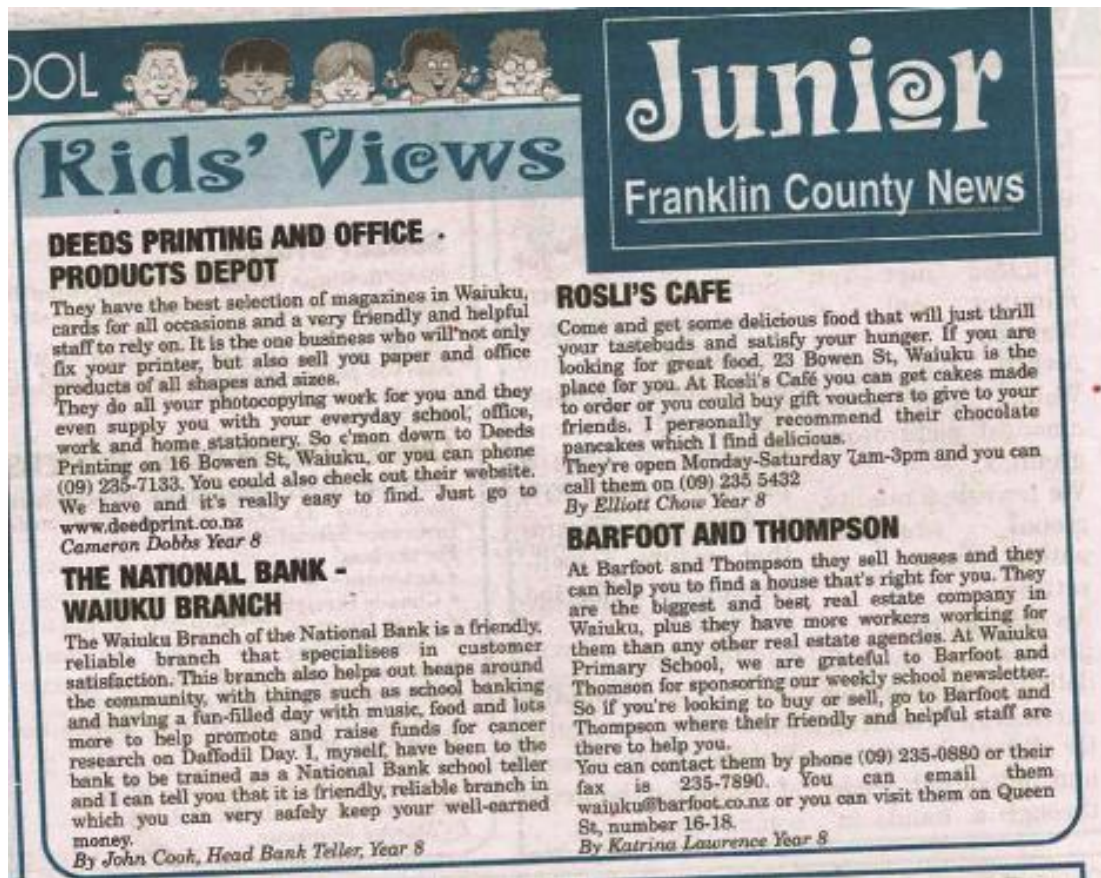 OOL
Junior
Franklin County News
Kids' Views
DEEDS PRINTING AND OFFICE
PRODUCTS DEPOT
They have the best selection of magazines in Waiuku,
cards for all occasions and a very friendly and helpful
staff to rely on. It is the one business who will not only
fix your printer, but also sell you paper and office
products of all shapes and sizes.
They do all your photocopying work for you and they
even supply you with your everyday school, office,
work and home stationery. So c'mon down to Deeds
Printing on 16 Bowen St, Waiuku, or you can phone
(09) 235-7133. You could also check out their website.
We have and it's really easy to find. Just go to
www.deedprint.co.nz
Cameron Dobbs Year 8
THE NATIONAL BANK -
WAIUKU BRANCH
The Waiuku Branch of the National Bank is a friendly,
reliable branch that specialises in customer
satisfaction. This branch also helps out heaps around
the community, with things such as school banking
and having a fun-filled day with music, food and lots
more to help promote and raise funds for cancer
research on Daffodil Day. I, myself, have been to the
bank to be trained as a National Bank school teller
and I can tell you that it is friendly, reliable branch in
which you can very safely keep your well-earned
money.
By John Cook, Head Bank Teller, Year 8
ROSLI'S CAFE
Come and get some delicious food that will just thrill
your tastebuds and satisfy your hunger. If you are
looking for great food, 23 Bowen St, Waiuku is the
place for you. At Rosli's Café you can get cakes made
to order or you could buy gift vouchers to give to your
friends. I personally recommend their chocolate
pancakes which I find delicious.
They're open Monday-Saturday 7am-3pm and you can
call them on (09) 235 5432
By Elliott Chow Year 8
BARFOOT AND THOMPSON
At Barfoot and Thompson they sell houses and they
can help you to find a house that's right for you. They
are the biggest and best real estate company in
Waiuku, plus they have more workers working for
them than any other real estate agencies. At Waiuku
Primary School, we are grateful to Barfoot and
Thomson for sponsoring our weekly school newsletter.
So if you're looking to buy or sell, go to Barfoot and
Thompson where their friendly and helpful staff are
there to help you.
You can contact them by phone (09) 235-0880 or their
fax is 235-7890. You can email them
waiuku@barfoot.co.nz or you can visit them on Queen
St, number 16-18.
By Katrina Lawrence Year 8